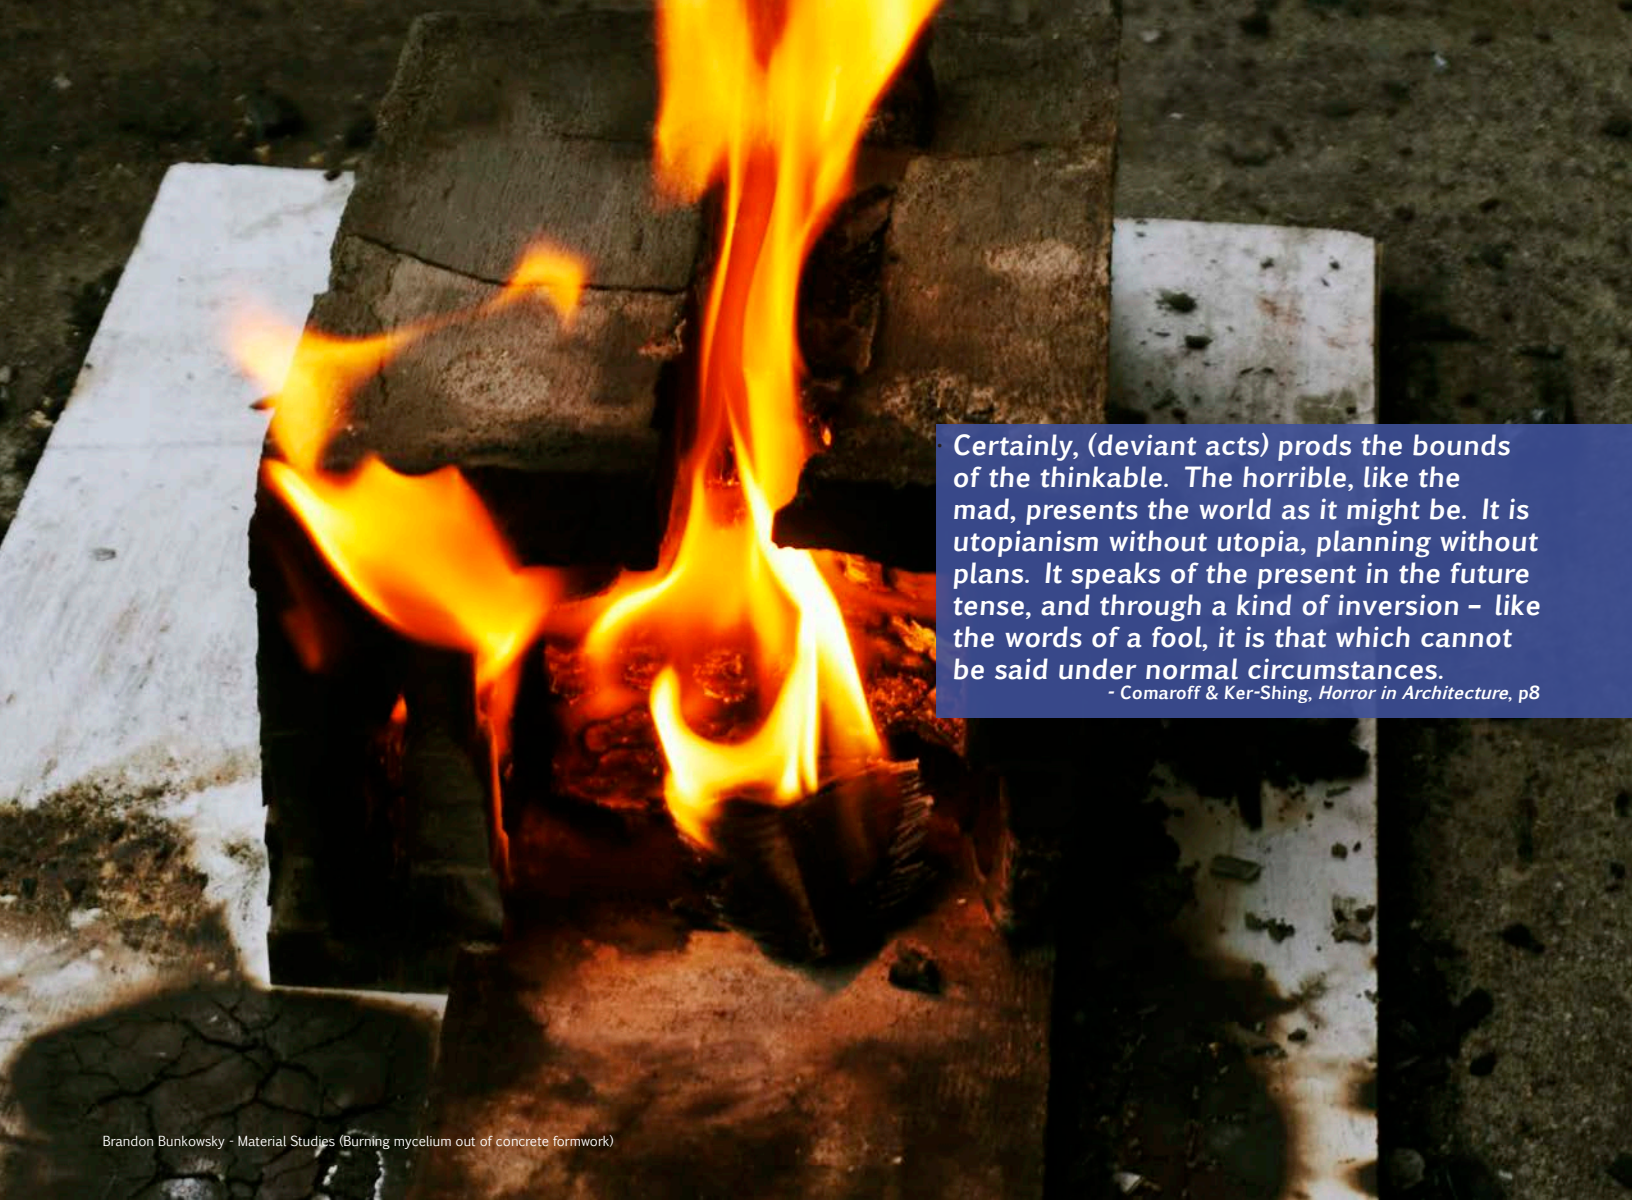 Certainly, (deviant acts) prods the bounds
of the thinkable. The horrible, like the
mad, presents the world as it might be. It is
utopianism without utopia, planning without
plans. It speaks of the present in the future
tense, and through a kind of inversion – like
the words of a fool, it is that which cannot
be said under normal circumstances.
- Comaroff & Ker-Shing, Horror in Architecture, p8
Brandon Bunkowsky - Material Studies (Burning mycelium out of concrete formwork)